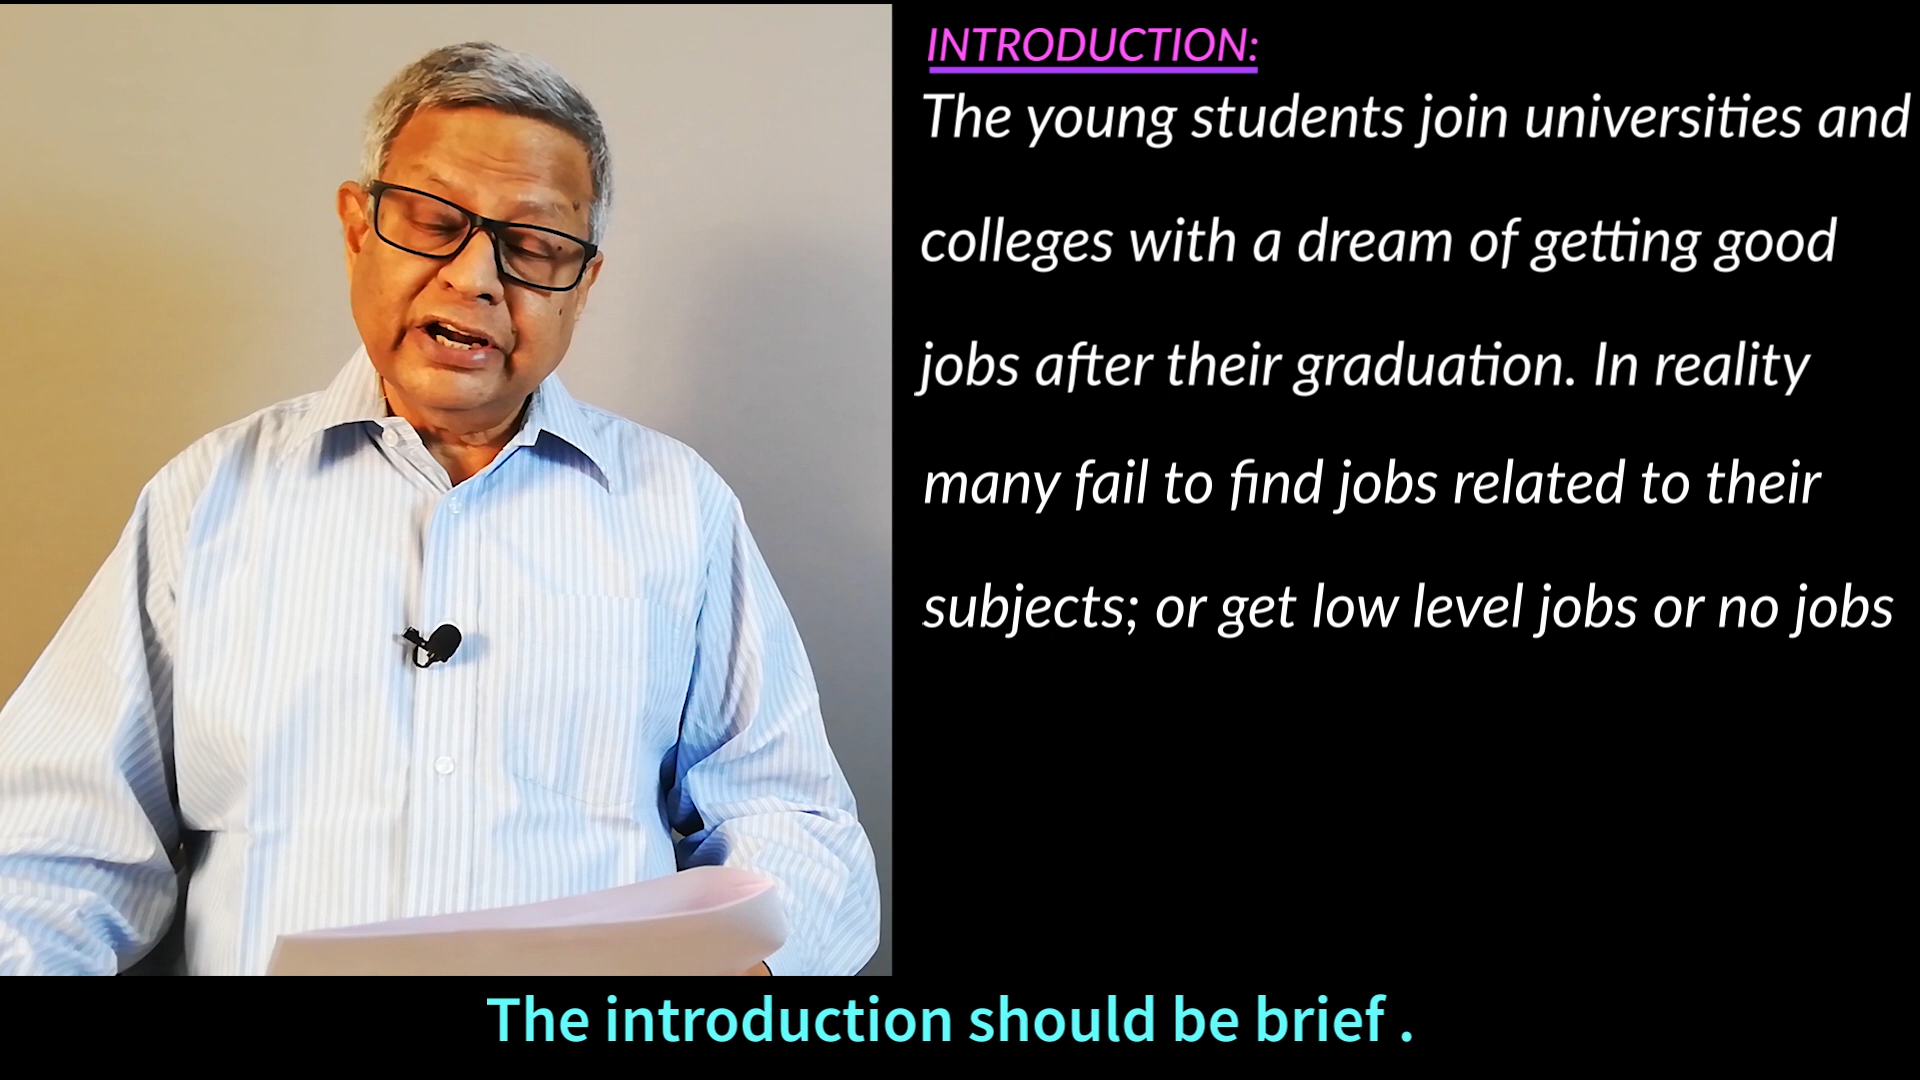 INTRODUCTION:
The young students join universities and
colleges with a dream of getting good
jobs after their graduation. In reality
many fail to find jobs related to their
subjects; or get low level jobs or no jobs
The introduction should be brief .